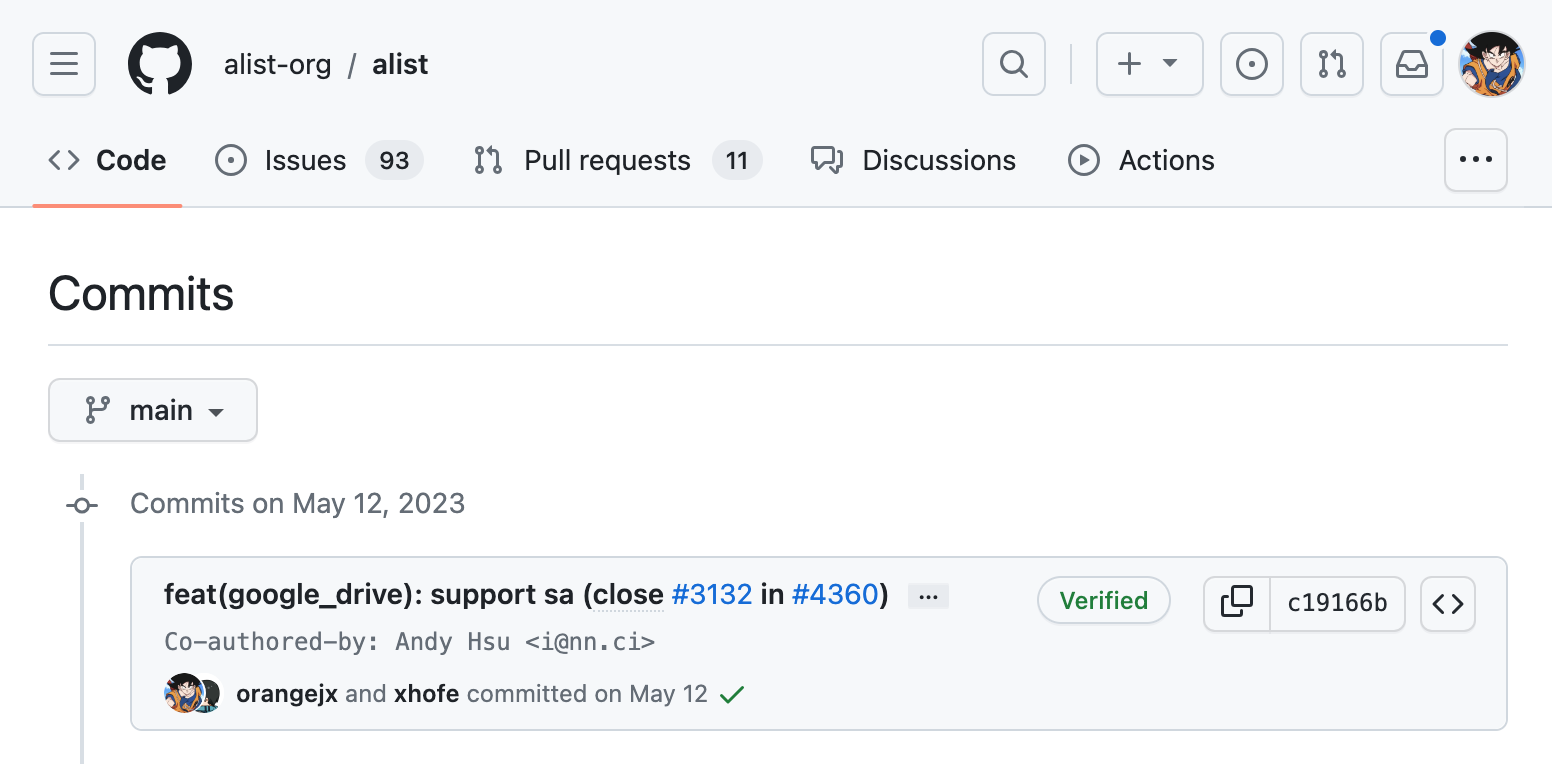 alist-org / alist
Code Issues 93 Pull requests 11 Discussions Actions
Commits
main
Commits on May 12, 2023
feat(google_drive): support sa (close #3132 in #4360) … Verified c19166b
Co-authored-by: Andy Hsu <i@nn.ci>
orangejx and xhofe committed on May 12